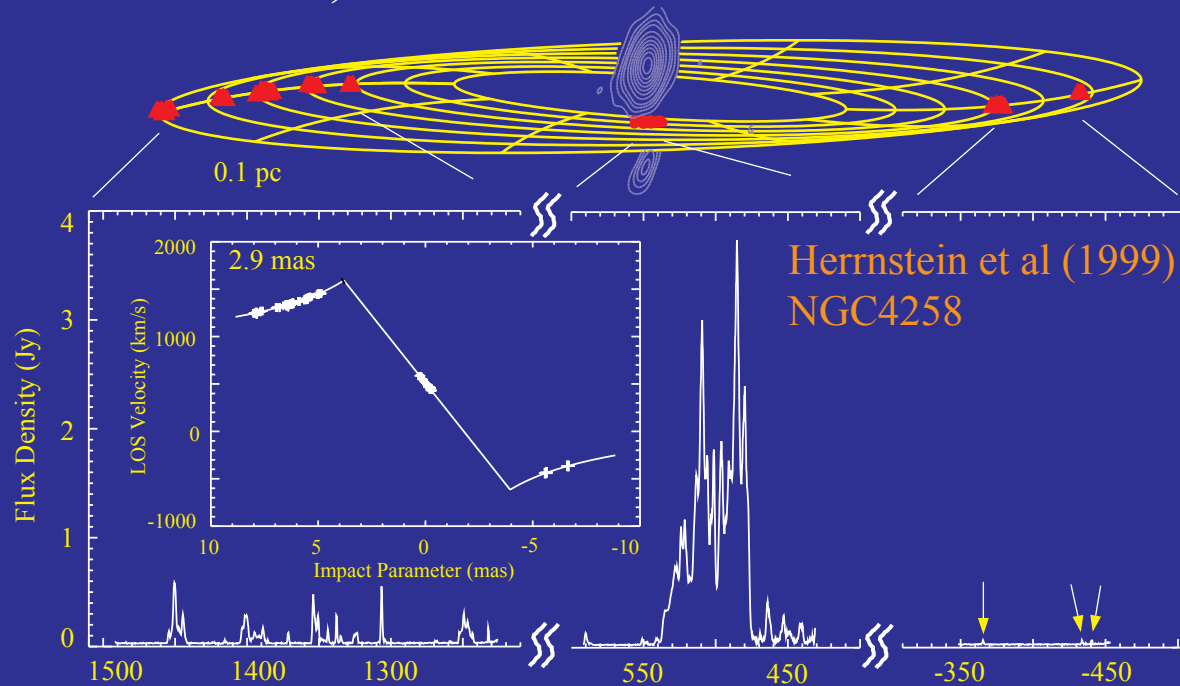 0.1 pc
2.9 mas
Herrnstein et al (1999)
NGC4258
Flux Density (Jy)
4
3
2
1
0
LOS Velocity (km/s)
2000
1000
0
-1000
10 5 0 -5 -10
Impact Parameter (mas)
1500 1400 1300 550 450 -350 -450